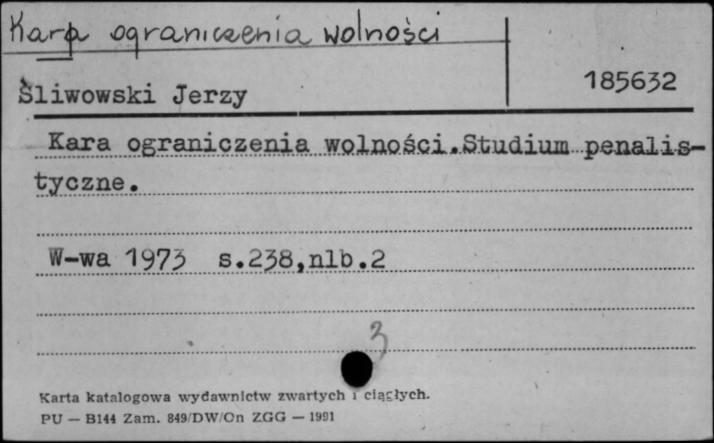 Kara ograniczenia wolności
185632
Śliwowski Jerzy
Kara ograniczenia wolności.Studium penalis-
tyczne.
W-wa 1973 s.238,nlb.2
3
Karta katalogowa wydawnictw zwartych i ciągłych.
PU — B144 Zam. 849/DW/On ZGG — 1991